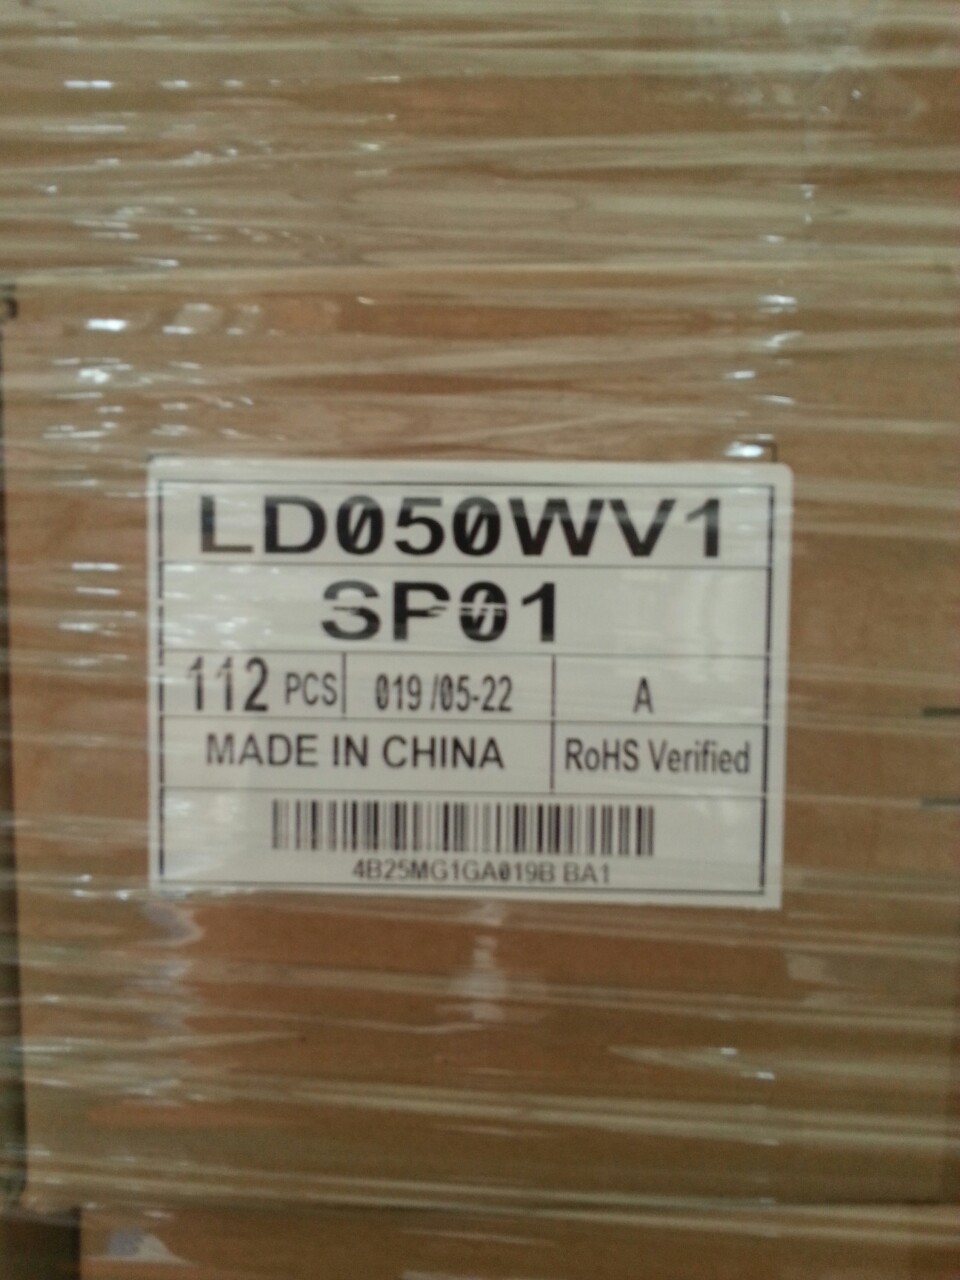 LD050WV1
SP01
112 PCS 019/05-22 A
MADE IN CHINA RoHS Verified
4B25MG1GA019B BA1